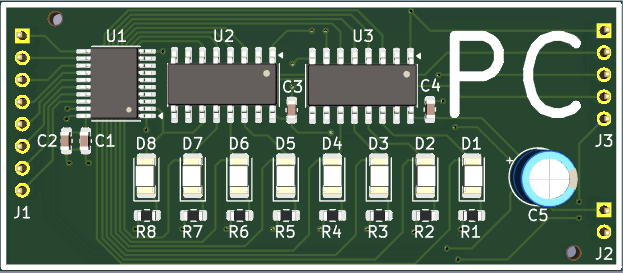 U1 U2 U3 PC
C3 C4
C2 C1 J3
D8 D7 D6 D5 D4 D3 D2 D1
+
J1 C5
R8 R7 R6 R5 R4 R3 R2 R1
J2